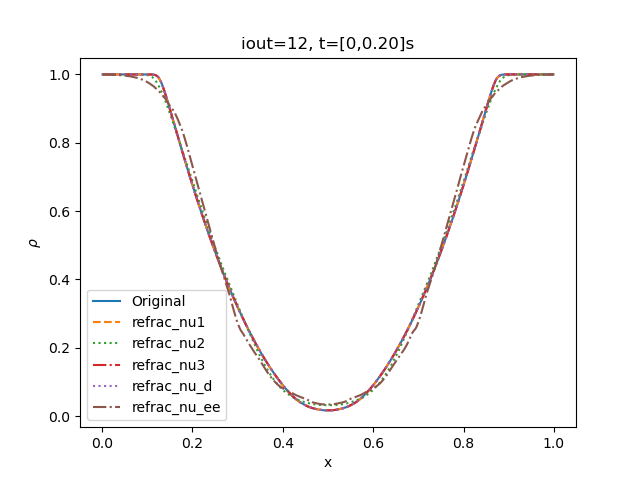 iout=12, t=[0,0.20]s
1.0
0.8
0.6
ρ
0.4
0.2
0.0
Original
refrac_nu1
refrac_nu2
refrac_nu3
refrac_nu_d
refrac_nu_ee
0.0 0.2 0.4 0.6 0.8 1.0
x